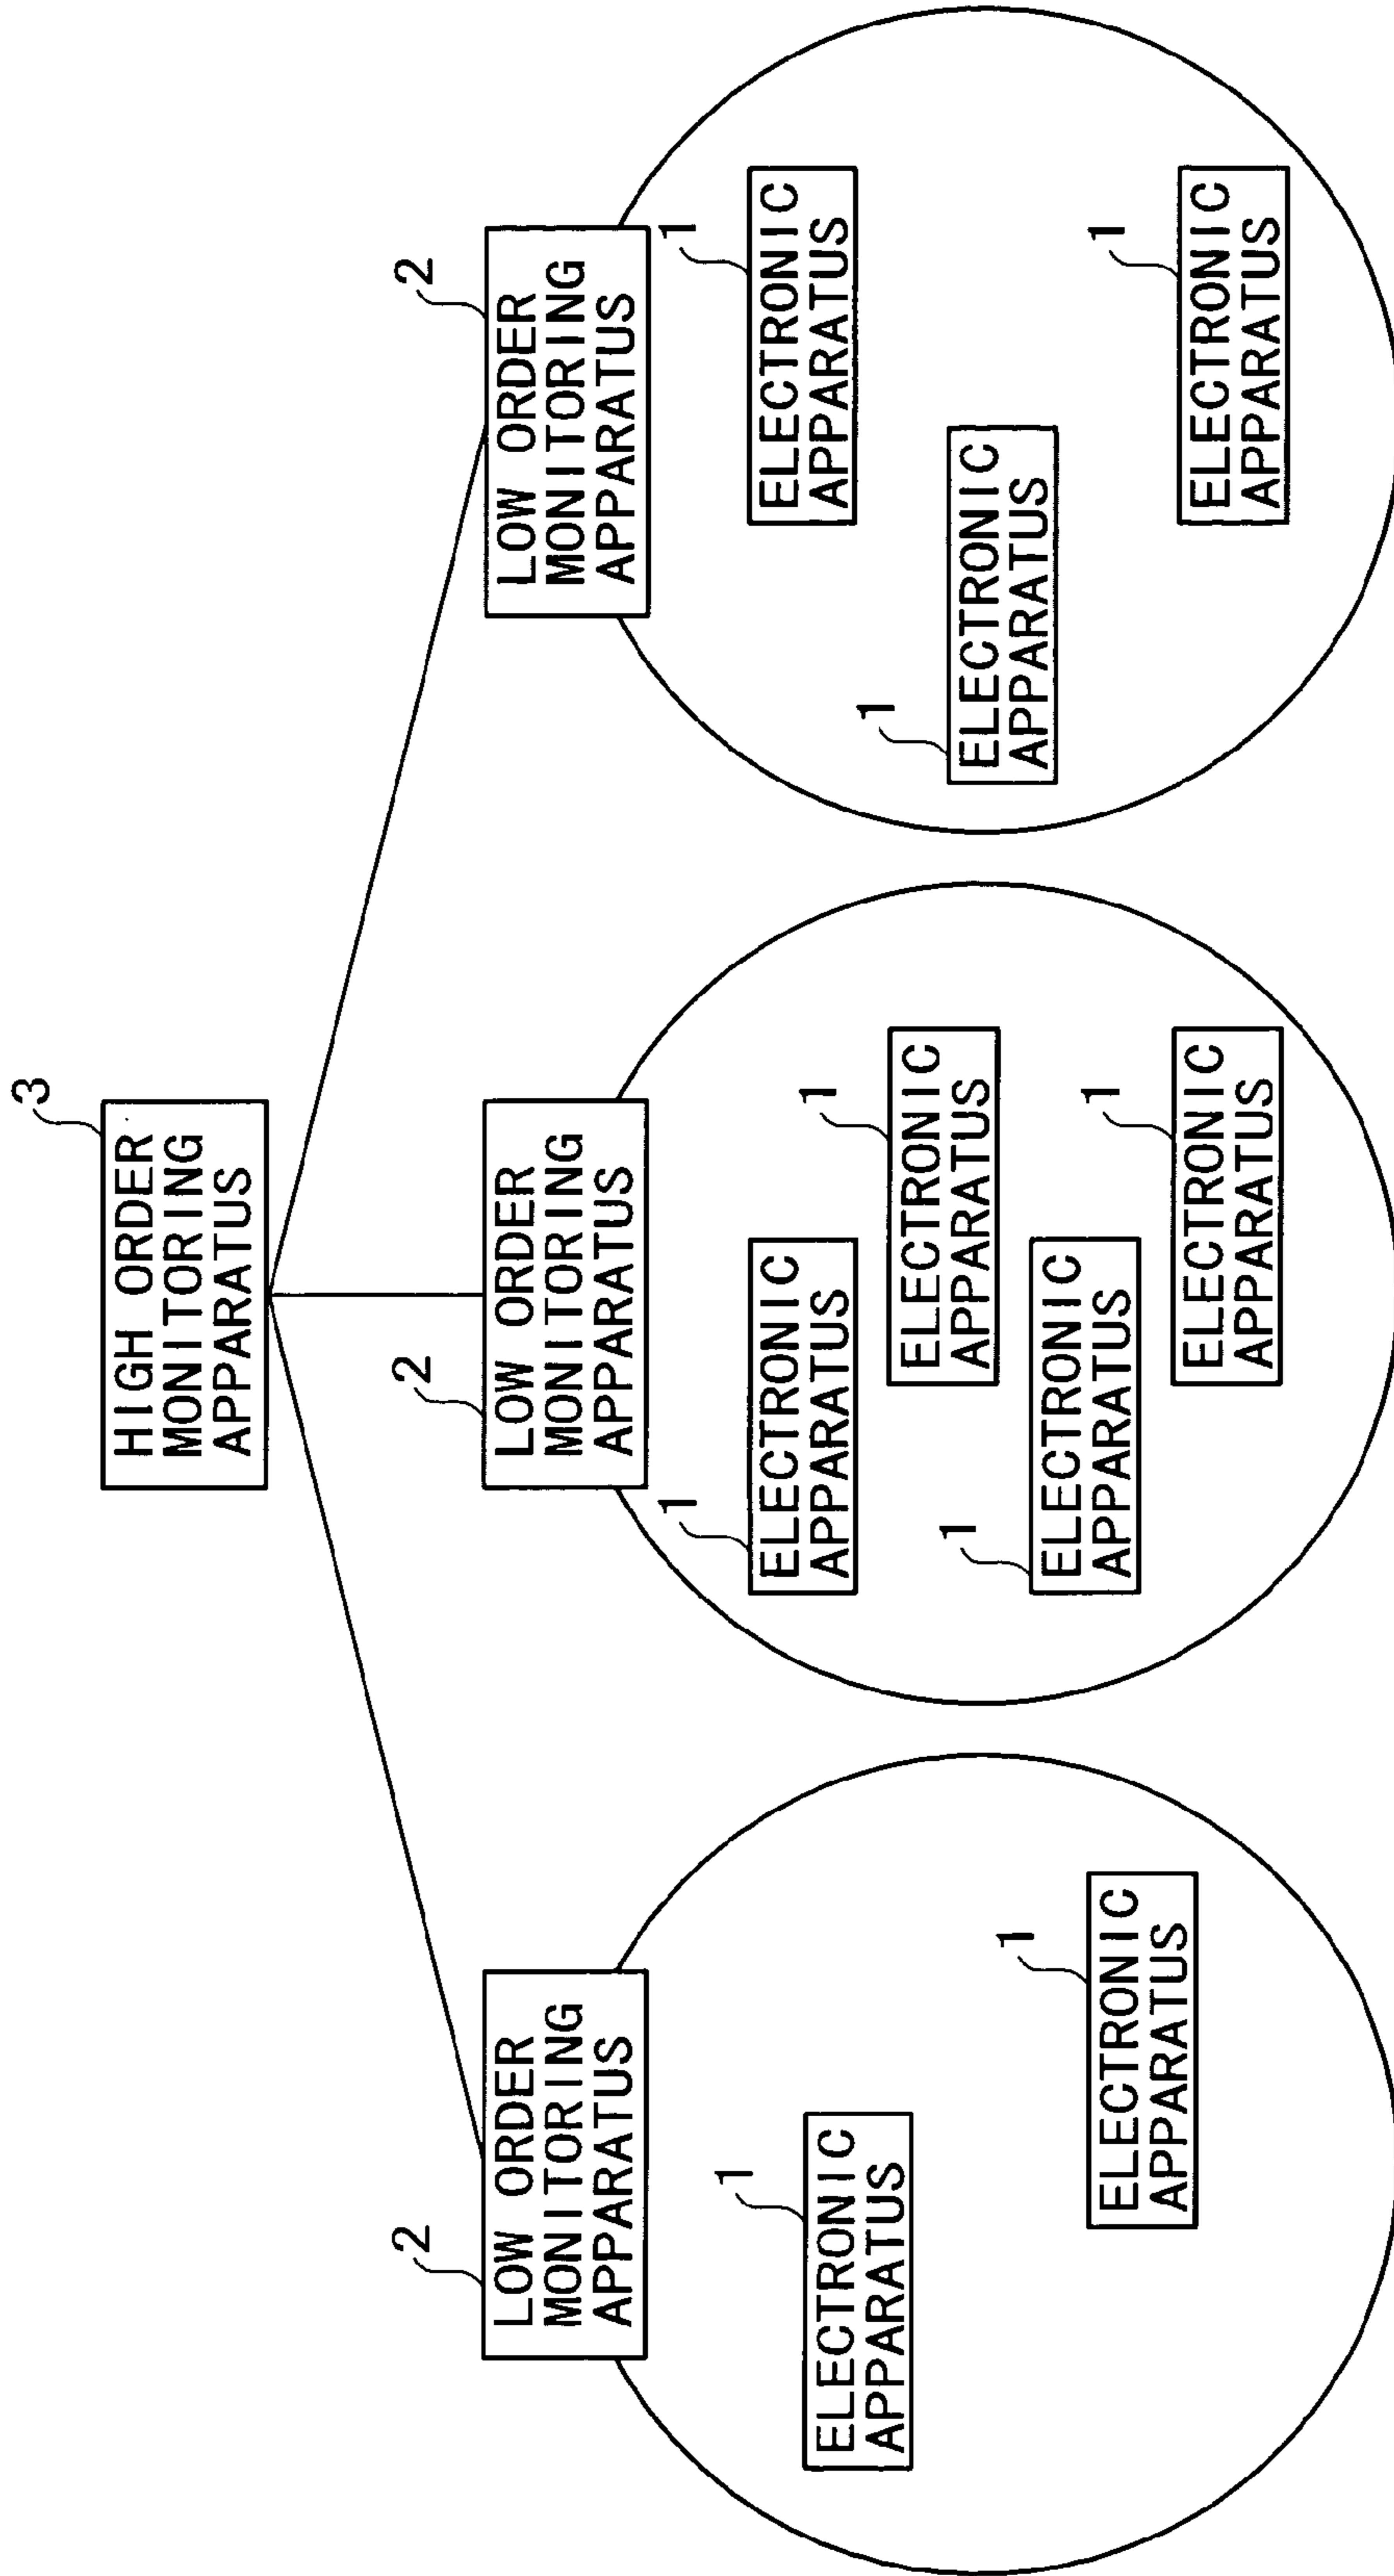 3
HIGH ORDER
MONITORING
APPARATUS
2
LOW ORDER
MONITORING
APPARATUS
1
ELECTRONIC
APPARATUS
1
ELECTRONIC
APPARATUS
2
LOW ORDER
MONITORING
APPARATUS
1
ELECTRONIC
APPARATUS
1
ELECTRONIC
APPARATUS
1
ELECTRONIC
APPARATUS
1
ELECTRONIC
APPARATUS
2
LOW ORDER
MONITORING
APPARATUS
1
ELECTRONIC
APPARATUS
1
ELECTRONIC
APPARATUS
1
ELECTRONIC
APPARATUS